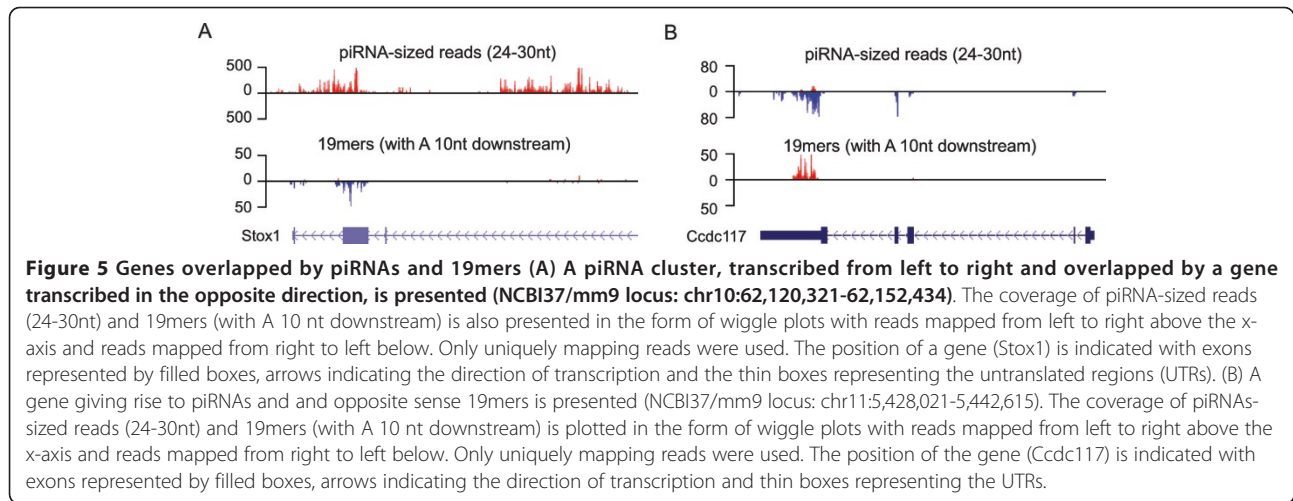 A
piRNA-sized reads (24-30nt)
500
0
500
19mers (with A 10nt downstream)
50
0
50
Stox1
B
piRNA-sized reads (24-30nt)
80
0
80
19mers (with A 10nt downstream)
50
0
50
Ccdc117
Figure 5 Genes overlapped by piRNAs and 19mers (A) A piRNA cluster, transcribed from left to right and overlapped by a gene
transcribed in the opposite direction, is presented (NCBI37/mm9 locus: chr10:62,120,321-62,152,434). The coverage of piRNA-sized reads
(24-30nt) and 19mers (with A 10 nt downstream) is also presented in the form of wiggle plots with reads mapped from left to right above the x-
axis and reads mapped from right to left below. Only uniquely mapping reads were used. The position of a gene (Stox1) is indicated with exons
represented by filled boxes, arrows indicating the direction of transcription and the thin boxes representing the untranslated regions (UTRs). (B) A
gene giving rise to piRNAs and and opposite sense 19mers is presented (NCBI37/mm9 locus: chr11:5,428,021-5,442,615). The coverage of piRNAs-
sized reads (24-30nt) and 19mers (with A 10 nt downstream) is plotted in the form of wiggle plots with reads mapped from left to right above the
x-axis and reads mapped from right to left below. Only uniquely mapping reads were used. The position of the gene (Ccdc117) is indicated with
exons represented by filled boxes, arrows indicating the direction of transcription and thin boxes representing the UTRs.